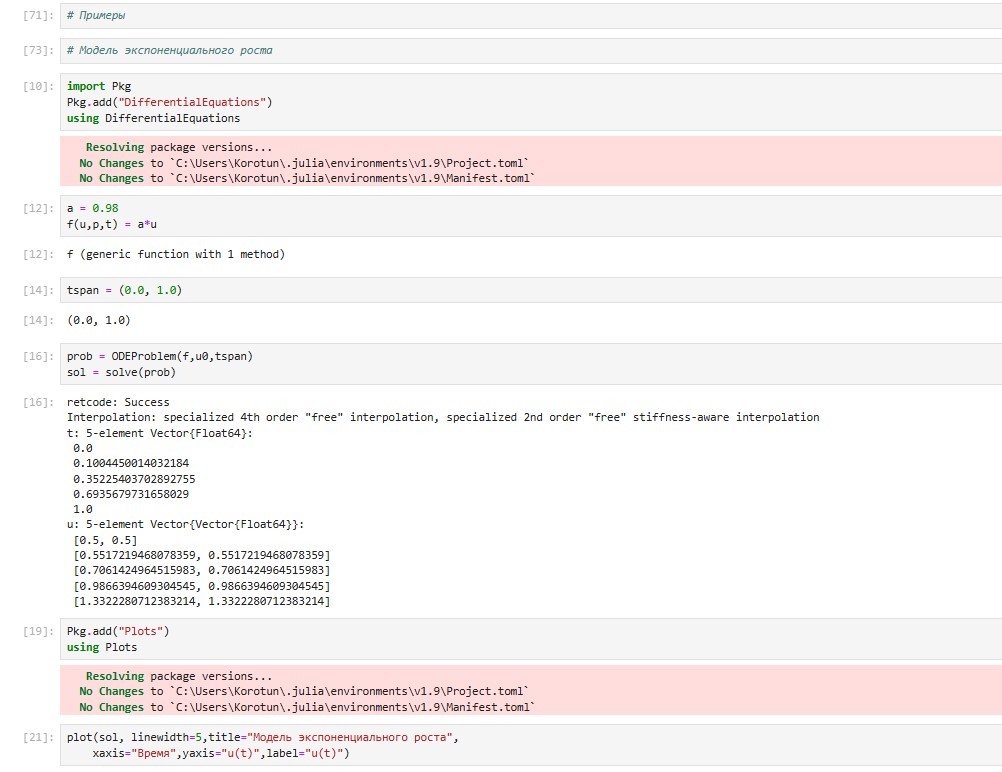 [71]: # Примеры
[73]: # Модель экспоненциального роста
[10]: import Pkg
Pkg.add("DifferentialEquations")
using DifferentialEquations
Resolving package versions...
No Changes to `C:\Users\Korotun\.julia\environments\v1.9\Project.toml`
No Changes to `C:\Users\Korotun\.julia\environments\v1.9\Manifest.toml`
[12]: a = 0.98
f(u,p,t) = a*u
[12]: f (generic function with 1 method)
[14]: tspan = (0.0, 1.0)
[14]: (0.0, 1.0)
[16]: prob = ODEProblem(f,u0,tspan)
sol = solve(prob)
[16]: retcode: Success
Interpolation: specialized 4th order "free" interpolation, specialized 2nd order "free" stiffness-aware interpolation
t: 5-element Vector{Float64}:
0.0
0.1004450014032184
0.35225403702892755
0.6935679731658029
1.0
u: 5-element Vector{Vector{Float64}}:
[0.5, 0.5]
[0.5517219468078359, 0.5517219468078359]
[0.7061424964515983, 0.7061424964515983]
[0.9866394609304545, 0.9866394609304545]
[1.3322280712383214, 1.3322280712383214]
[19]: Pkg.add("Plots")
using Plots
Resolving package versions...
No Changes to `C:\Users\Korotun\.julia\environments\v1.9\Project.toml`
No Changes to `C:\Users\Korotun\.julia\environments\v1.9\Manifest.toml`
[21]: plot(sol, linewidth=5,title="Модель экспоненциального роста",
xaxis="Время",yaxis="u(t)",label="u(t)")